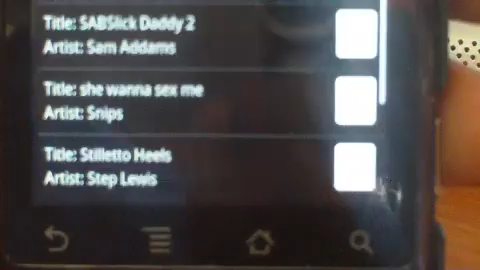 Title: SABSlick Daddy 2
Artist: Sam Addams
Title: she wanna sex me
Artist: Snips
Title: Stilletto Heels
Artist: Step Lewis